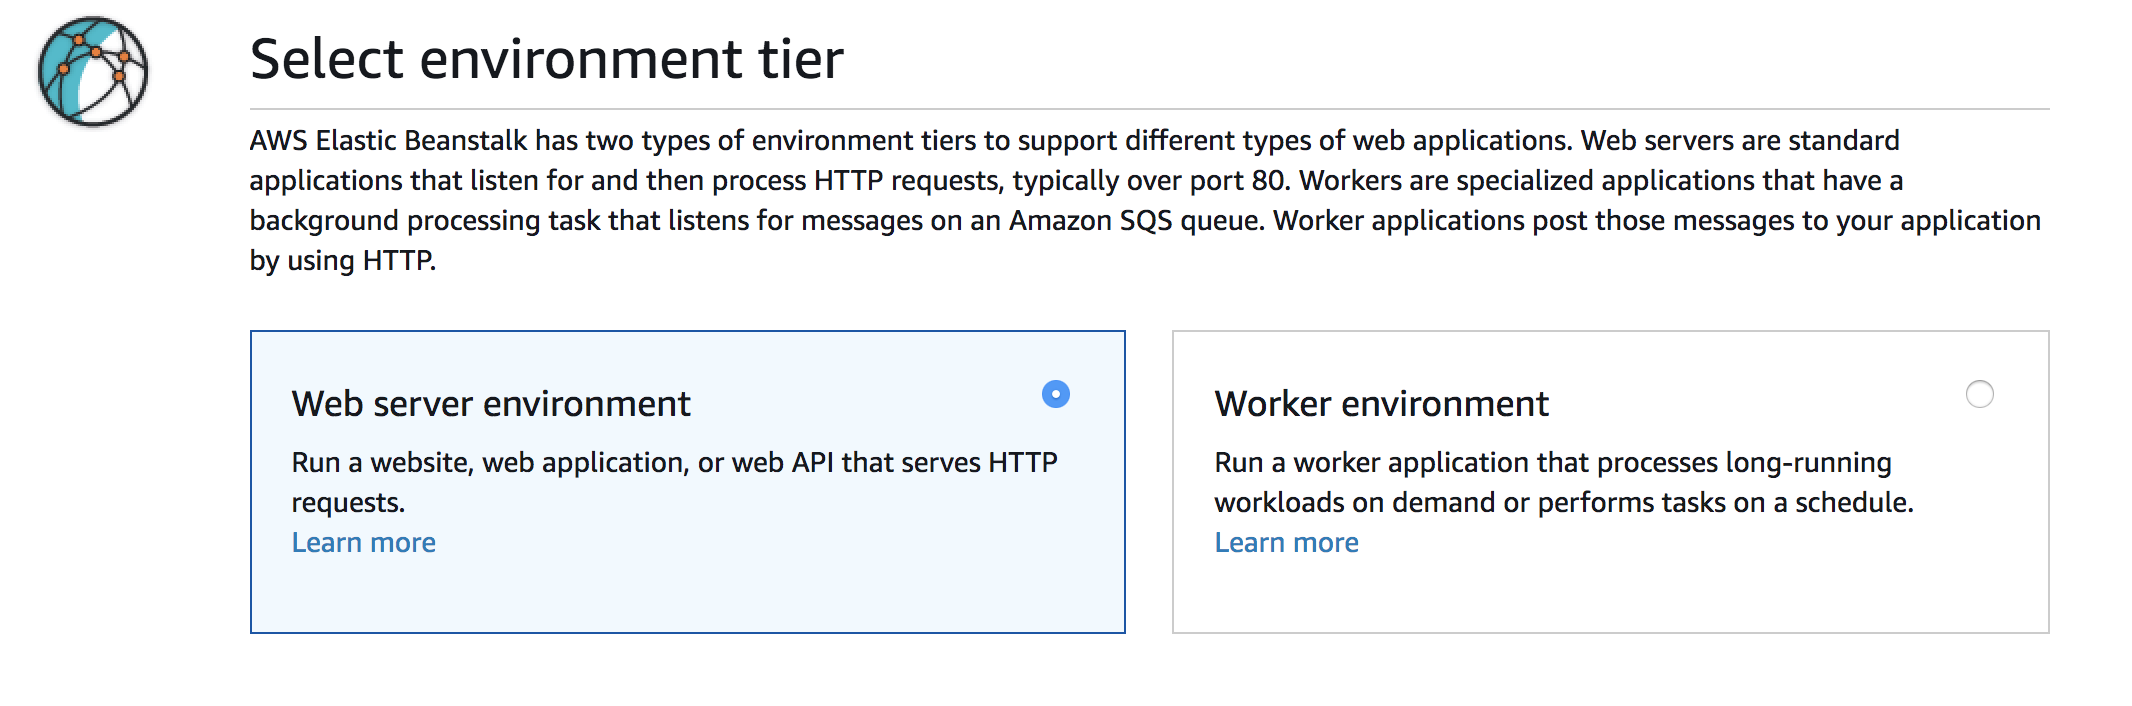 Select environment tier
AWS Elastic Beanstalk has two types of environment tiers to support different types of web applications. Web servers are standard
applications that listen for and then process HTTP requests, typically over port 80. Workers are specialized applications that have a
background processing task that listens for messages on an Amazon SQS queue. Worker applications post those messages to your application
by using HTTP.
Web server environment
Run a website, web application, or web API that serves HTTP
requests.
Learn more
Worker environment
Run a worker application that processes long-running
workloads on demand or performs tasks on a schedule.
Learn more